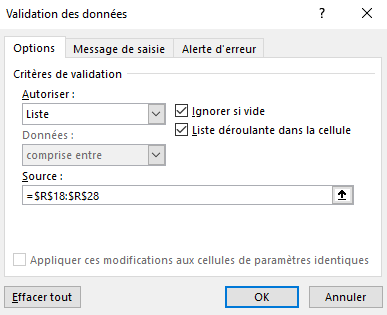 Validation des données
?
Options
Message de saisie
Alerte d'erreur
Critères de validation
Autoriser :
Liste
Ignorer si vide
Liste déroulante dans la cellule
Données :
comprise entre
Source :
=$R$18:$R$28
Appliquer ces modifications aux cellules de paramètres identiques
Effacer tout
OK
Annuler